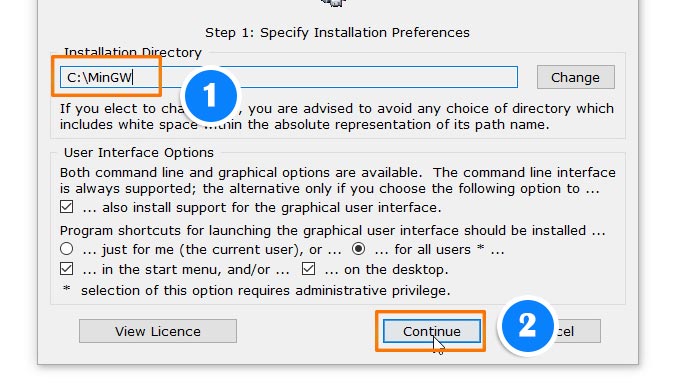 Step 1: Specify Installation Preferences
Installation Directory
C:\MinGW
Change
1
If you elect to cha , you are advised to avoid any choice of directory which
includes white space within the absolute representation of its path name.
User Interface Options
Both command line and graphical options are available. The command line interface
is always supported; the alternative only if you choose the following option to ...
... also install support for the graphical user interface.
Program shortcuts for launching the graphical user interface should be installed ...
... just for me (the current user), or ... ... for all users * ...
... in the start menu, and/or ... ... on the desktop.
* selection of this option requires administrative privilege.
View Licence Continue 2 cel